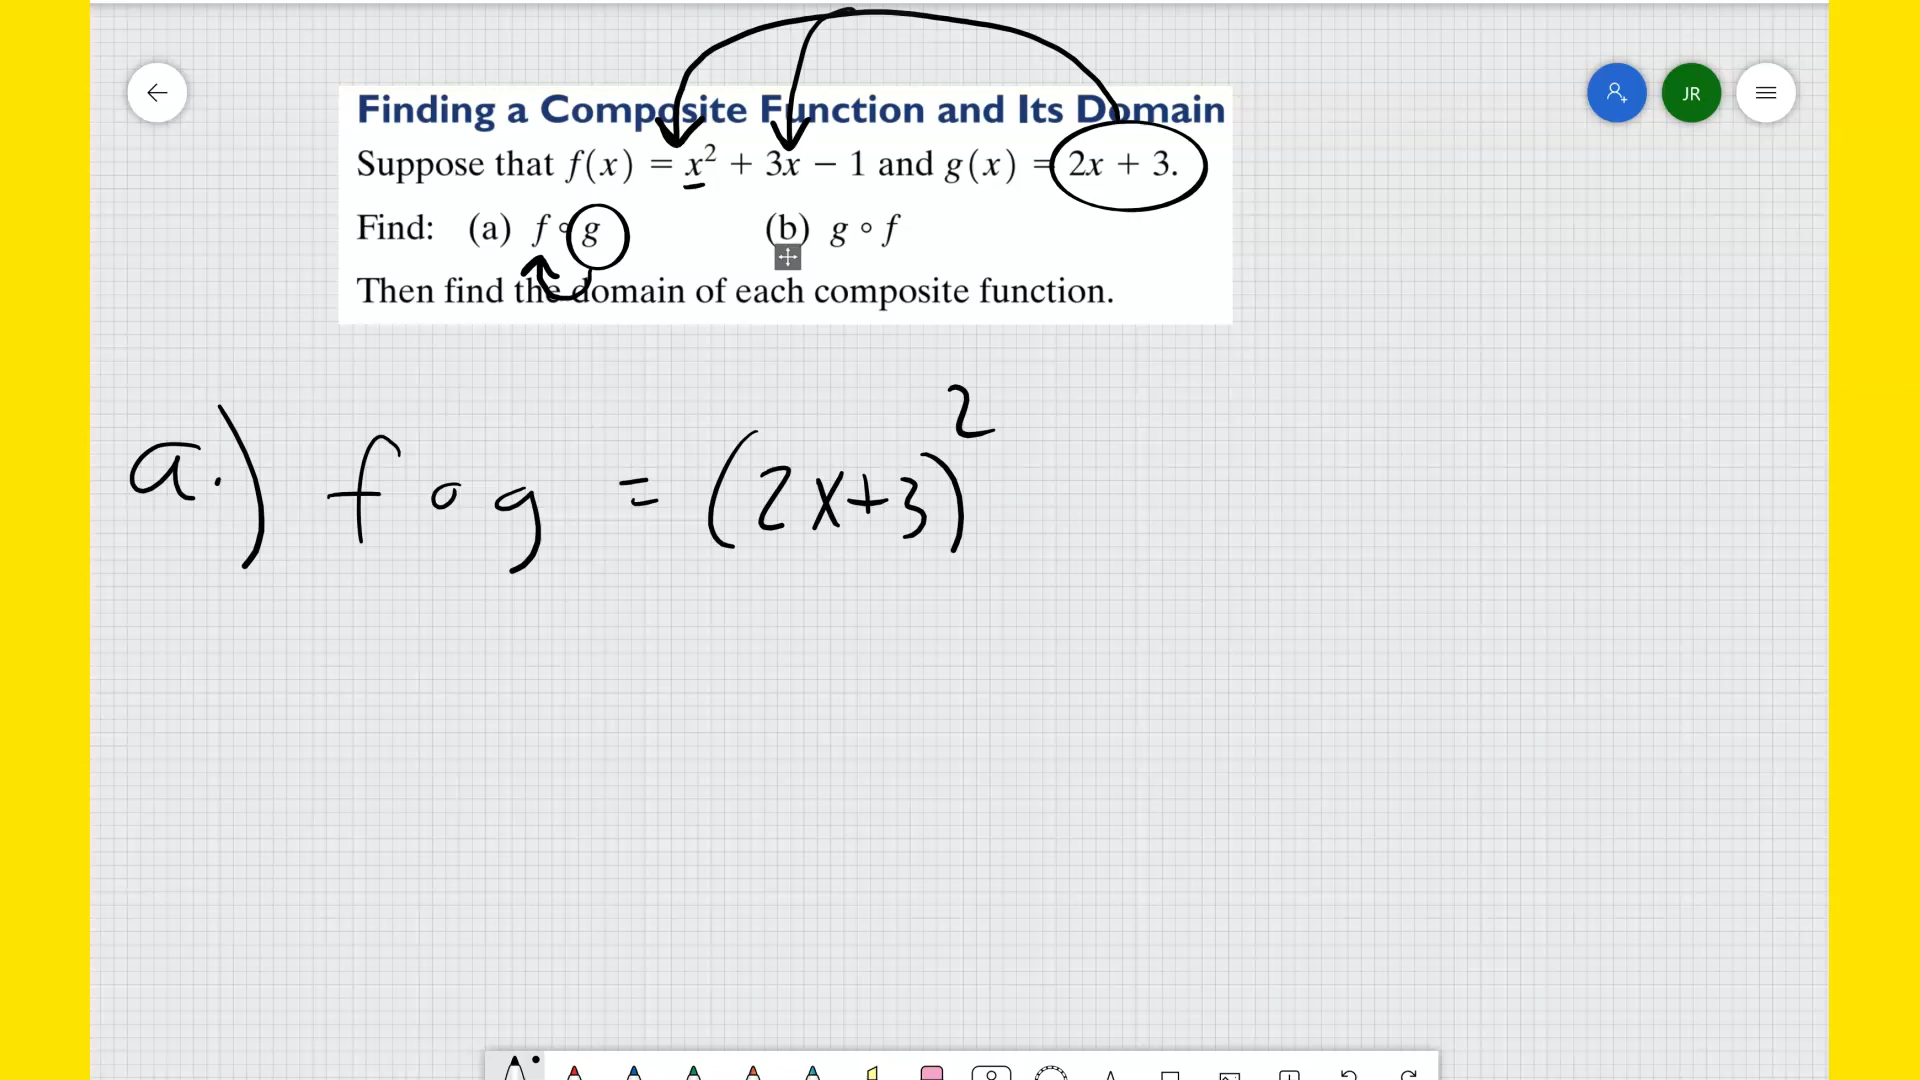 Finding a Composite Function and Its Domain
JR
Suppose that f(x) = x² + 3x − 1 and g(x) = 2x + 3.
Find: (a) f ∘ g (b) g ∘ f
Then find the domain of each composite function.
a.) f ∘ g = (2x+3)²